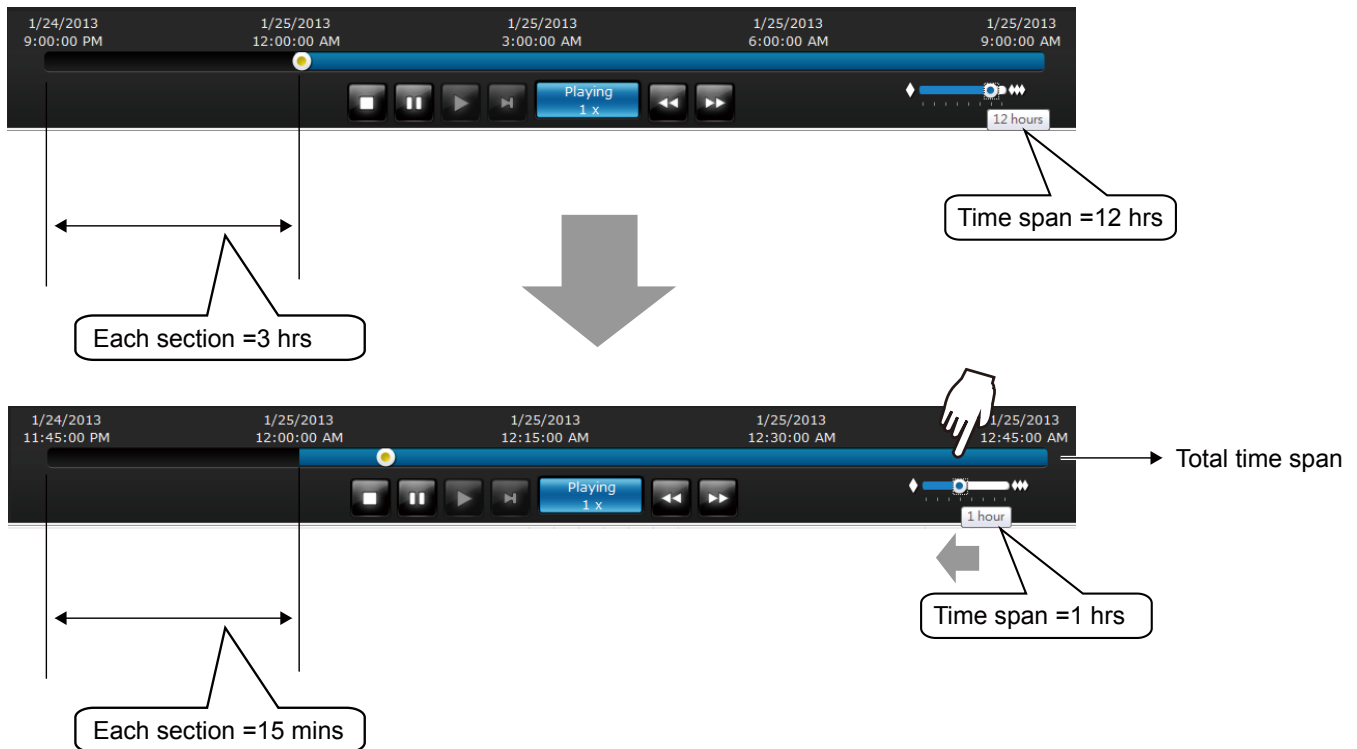 1/24/2013 1/25/2013 1/25/2013 1/25/2013 1/25/2013
9:00:00 PM 12:00:00 AM 3:00:00 AM 6:00:00 AM 9:00:00 AM
Playing
1 x
12 hours
Time span =12 hrs
Each section =3 hrs
1/24/2013 1/25/2013 1/25/2013 1/25/2013 1/25/2013
11:45:00 PM 12:00:00 AM 12:15:00 AM 12:30:00 AM 12:45:00 AM
Total time span
Playing
1 x
1 hour
Time span =1 hrs
Each section =15 mins